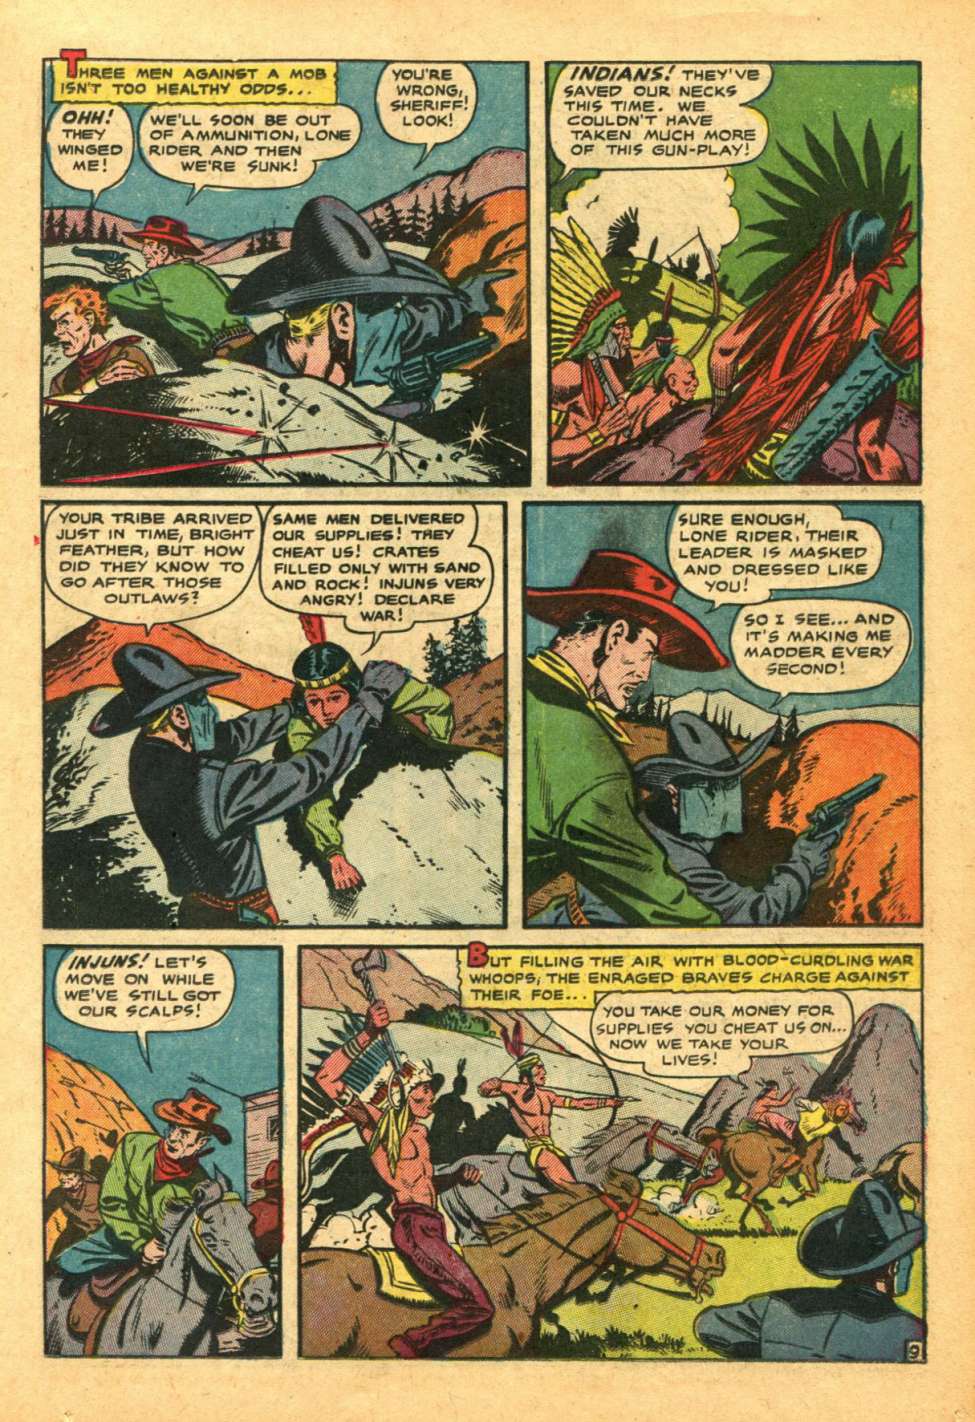 THREE MEN AGAINST A MOB
ISN'T TOO HEALTHY ODDS...
OHH!
THEY
WINGED
ME!
WE'LL SOON BE OUT
OF AMMUNITION, LONE
RIDER AND THEN
WE'RE SUNK!
YOU'RE
WRONG,
SHERIFF!
LOOK!
INDIANS! THEY'VE
SAVED OUR NECKS
THIS TIME. WE
COULDN'T HAVE
TAKEN MUCH MORE
OF THIS GUN-PLAY!
YOUR TRIBE ARRIVED
JUST IN TIME, BRIGHT
FEATHER, BUT HOW
DID THEY KNOW TO
GO AFTER THOSE
OUTLAWS?
SAME MEN DELIVERED
OUR SUPPLIES! THEY
CHEAT US! CRATES
FILLED ONLY WITH SAND
AND ROCK! INJUNS VERY
ANGRY! DECLARE
WAR!
SURE ENOUGH,
LONE RIDER, THEIR
LEADER IS MASKED
AND DRESSED LIKE
YOU!
SO I SEE... AND
IT'S MAKING ME
MADDER EVERY
SECOND!
INJUNS! LET'S
MOVE ON WHILE
WE'VE STILL GOT
OUR SCALPS!
BUT FILLING THE AIR WITH BLOOD-CURDLING WAR
WHOOPS, THE ENRAGED BRAVES CHARGE AGAINST
THEIR FOE...
YOU TAKE OUR MONEY FOR
SUPPLIES YOU CHEAT US ON...
NOW WE TAKE YOUR
LIVES!
9